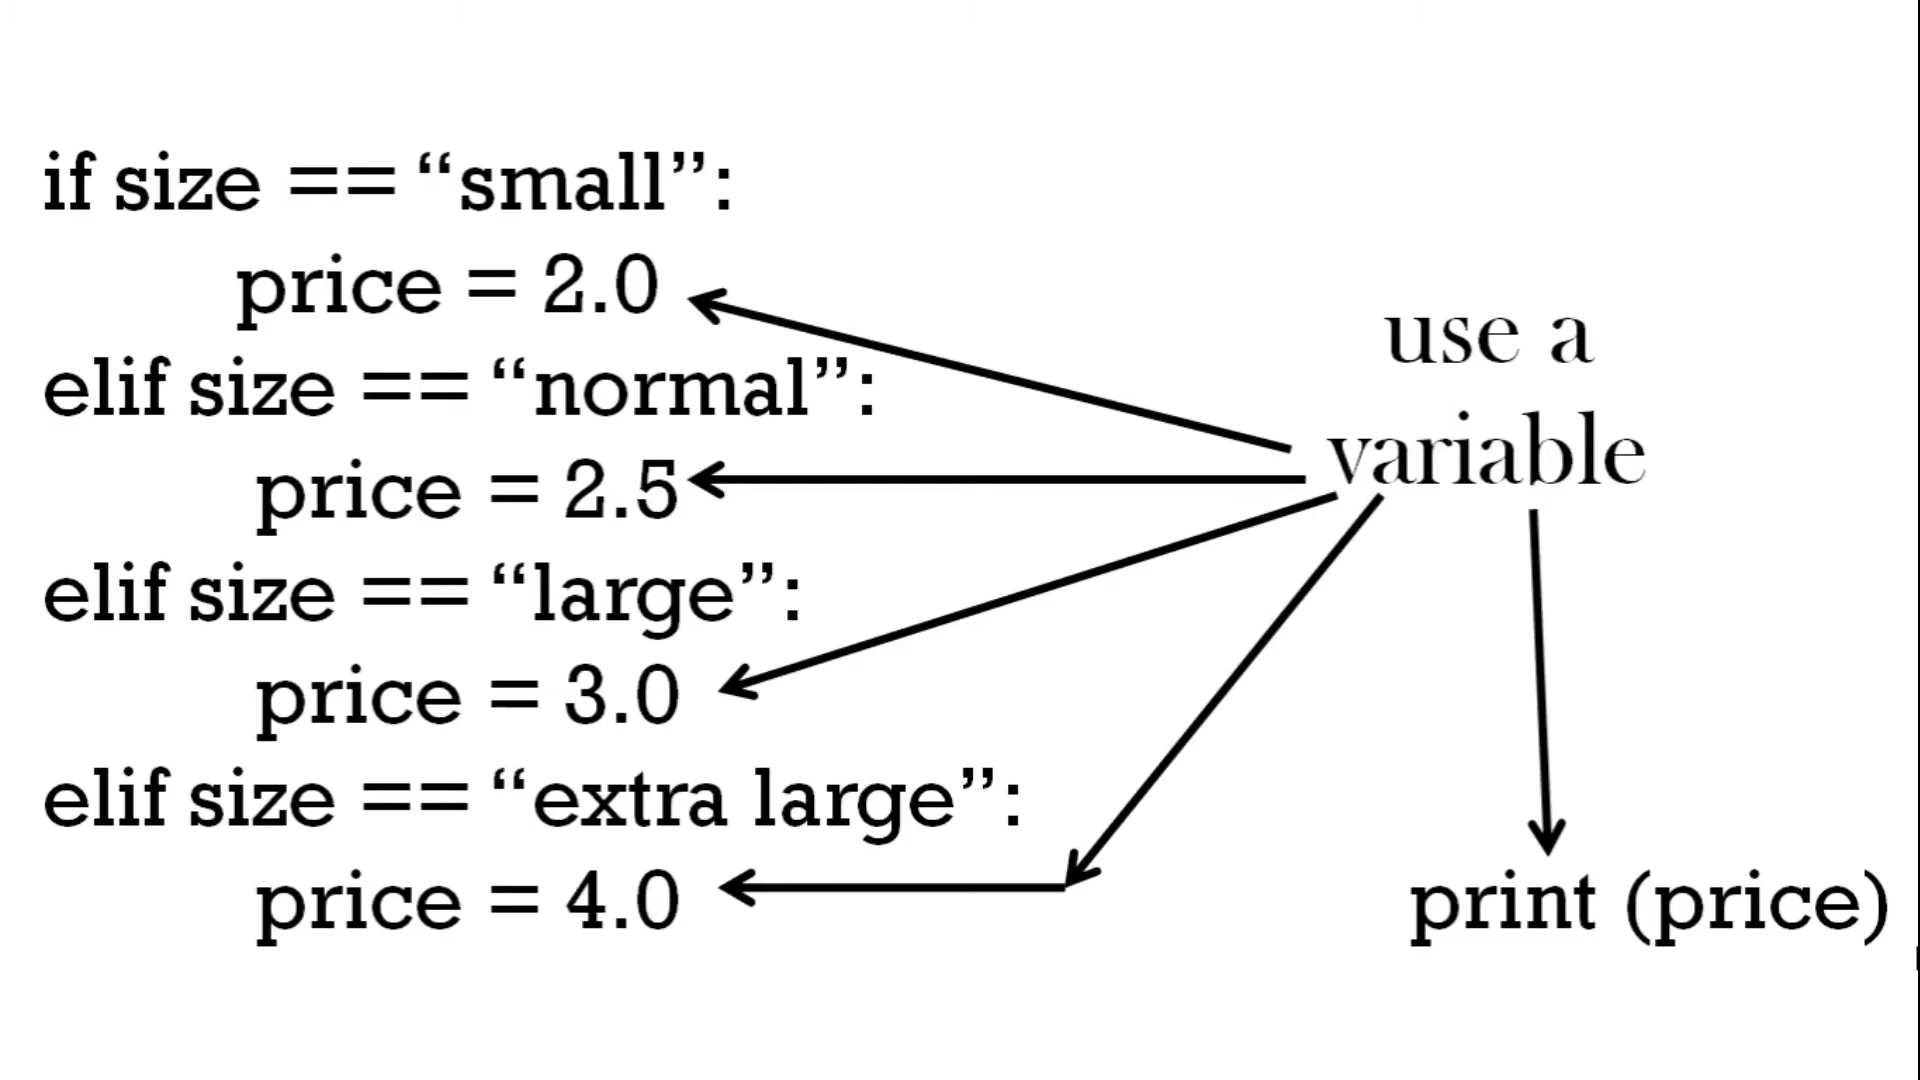 if size == “small”:
price = 2.0
elif size == “normal”:
price = 2.5
elif size == “large”:
price = 3.0
elif size == “extra large”:
price = 4.0
use a
variable
print (price)